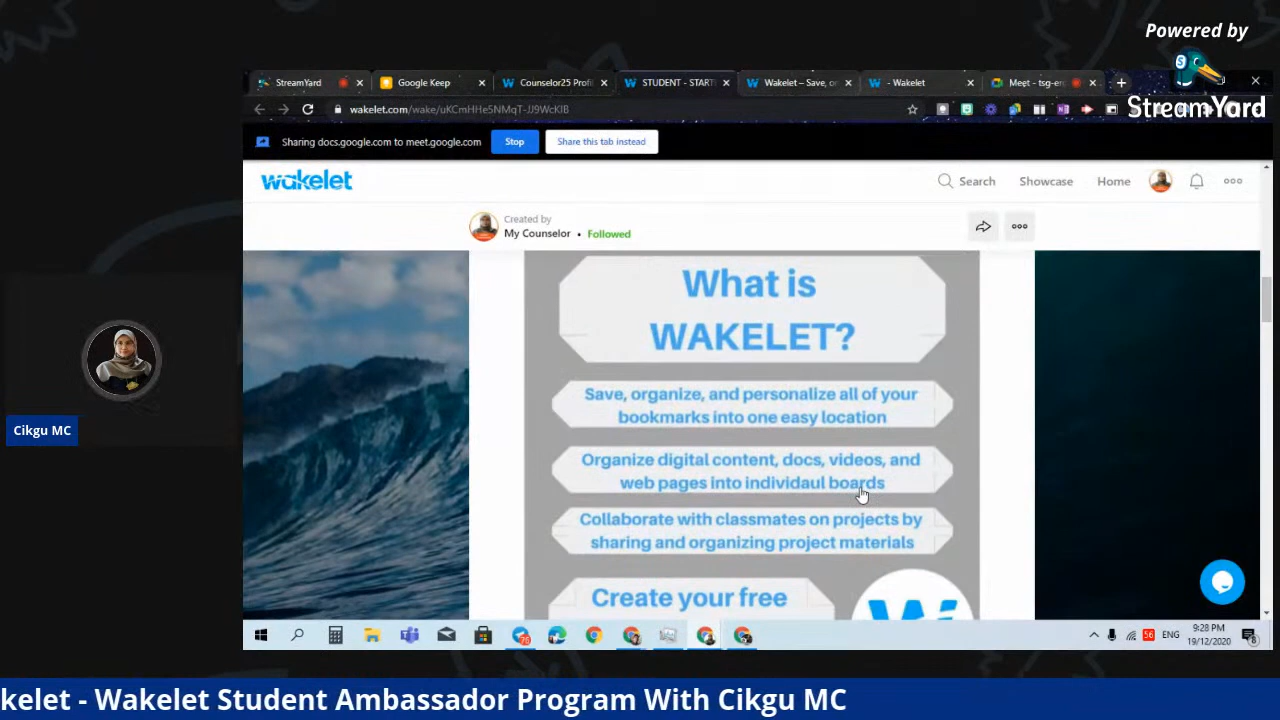 Powered by
StreamYard
StreamYard
Google Keep
Counselor25 Profi
STUDENT - START
Wakelet – Save, o
- Wakelet
Meet - tsg-en
wakelet.com/wake/uKCmHHe5NMqT-JJ9WcKlB
Sharing docs.google.com to meet.google.com
Stop
Share this tab instead
wakelet
Search
Showcase
Home
Created by
My Counselor • Followed
What is
WAKELET?
Save, organize, and personalize all of your
bookmarks into one easy location
Organize digital content, docs, videos, and
web pages into individaul boards
Collaborate with classmates on projects by
sharing and organizing project materials
Create your free
Cikgu MC
ENG
9:28 PM
19/12/2020
kelet - Wakelet Student Ambassador Program With Cikgu MC